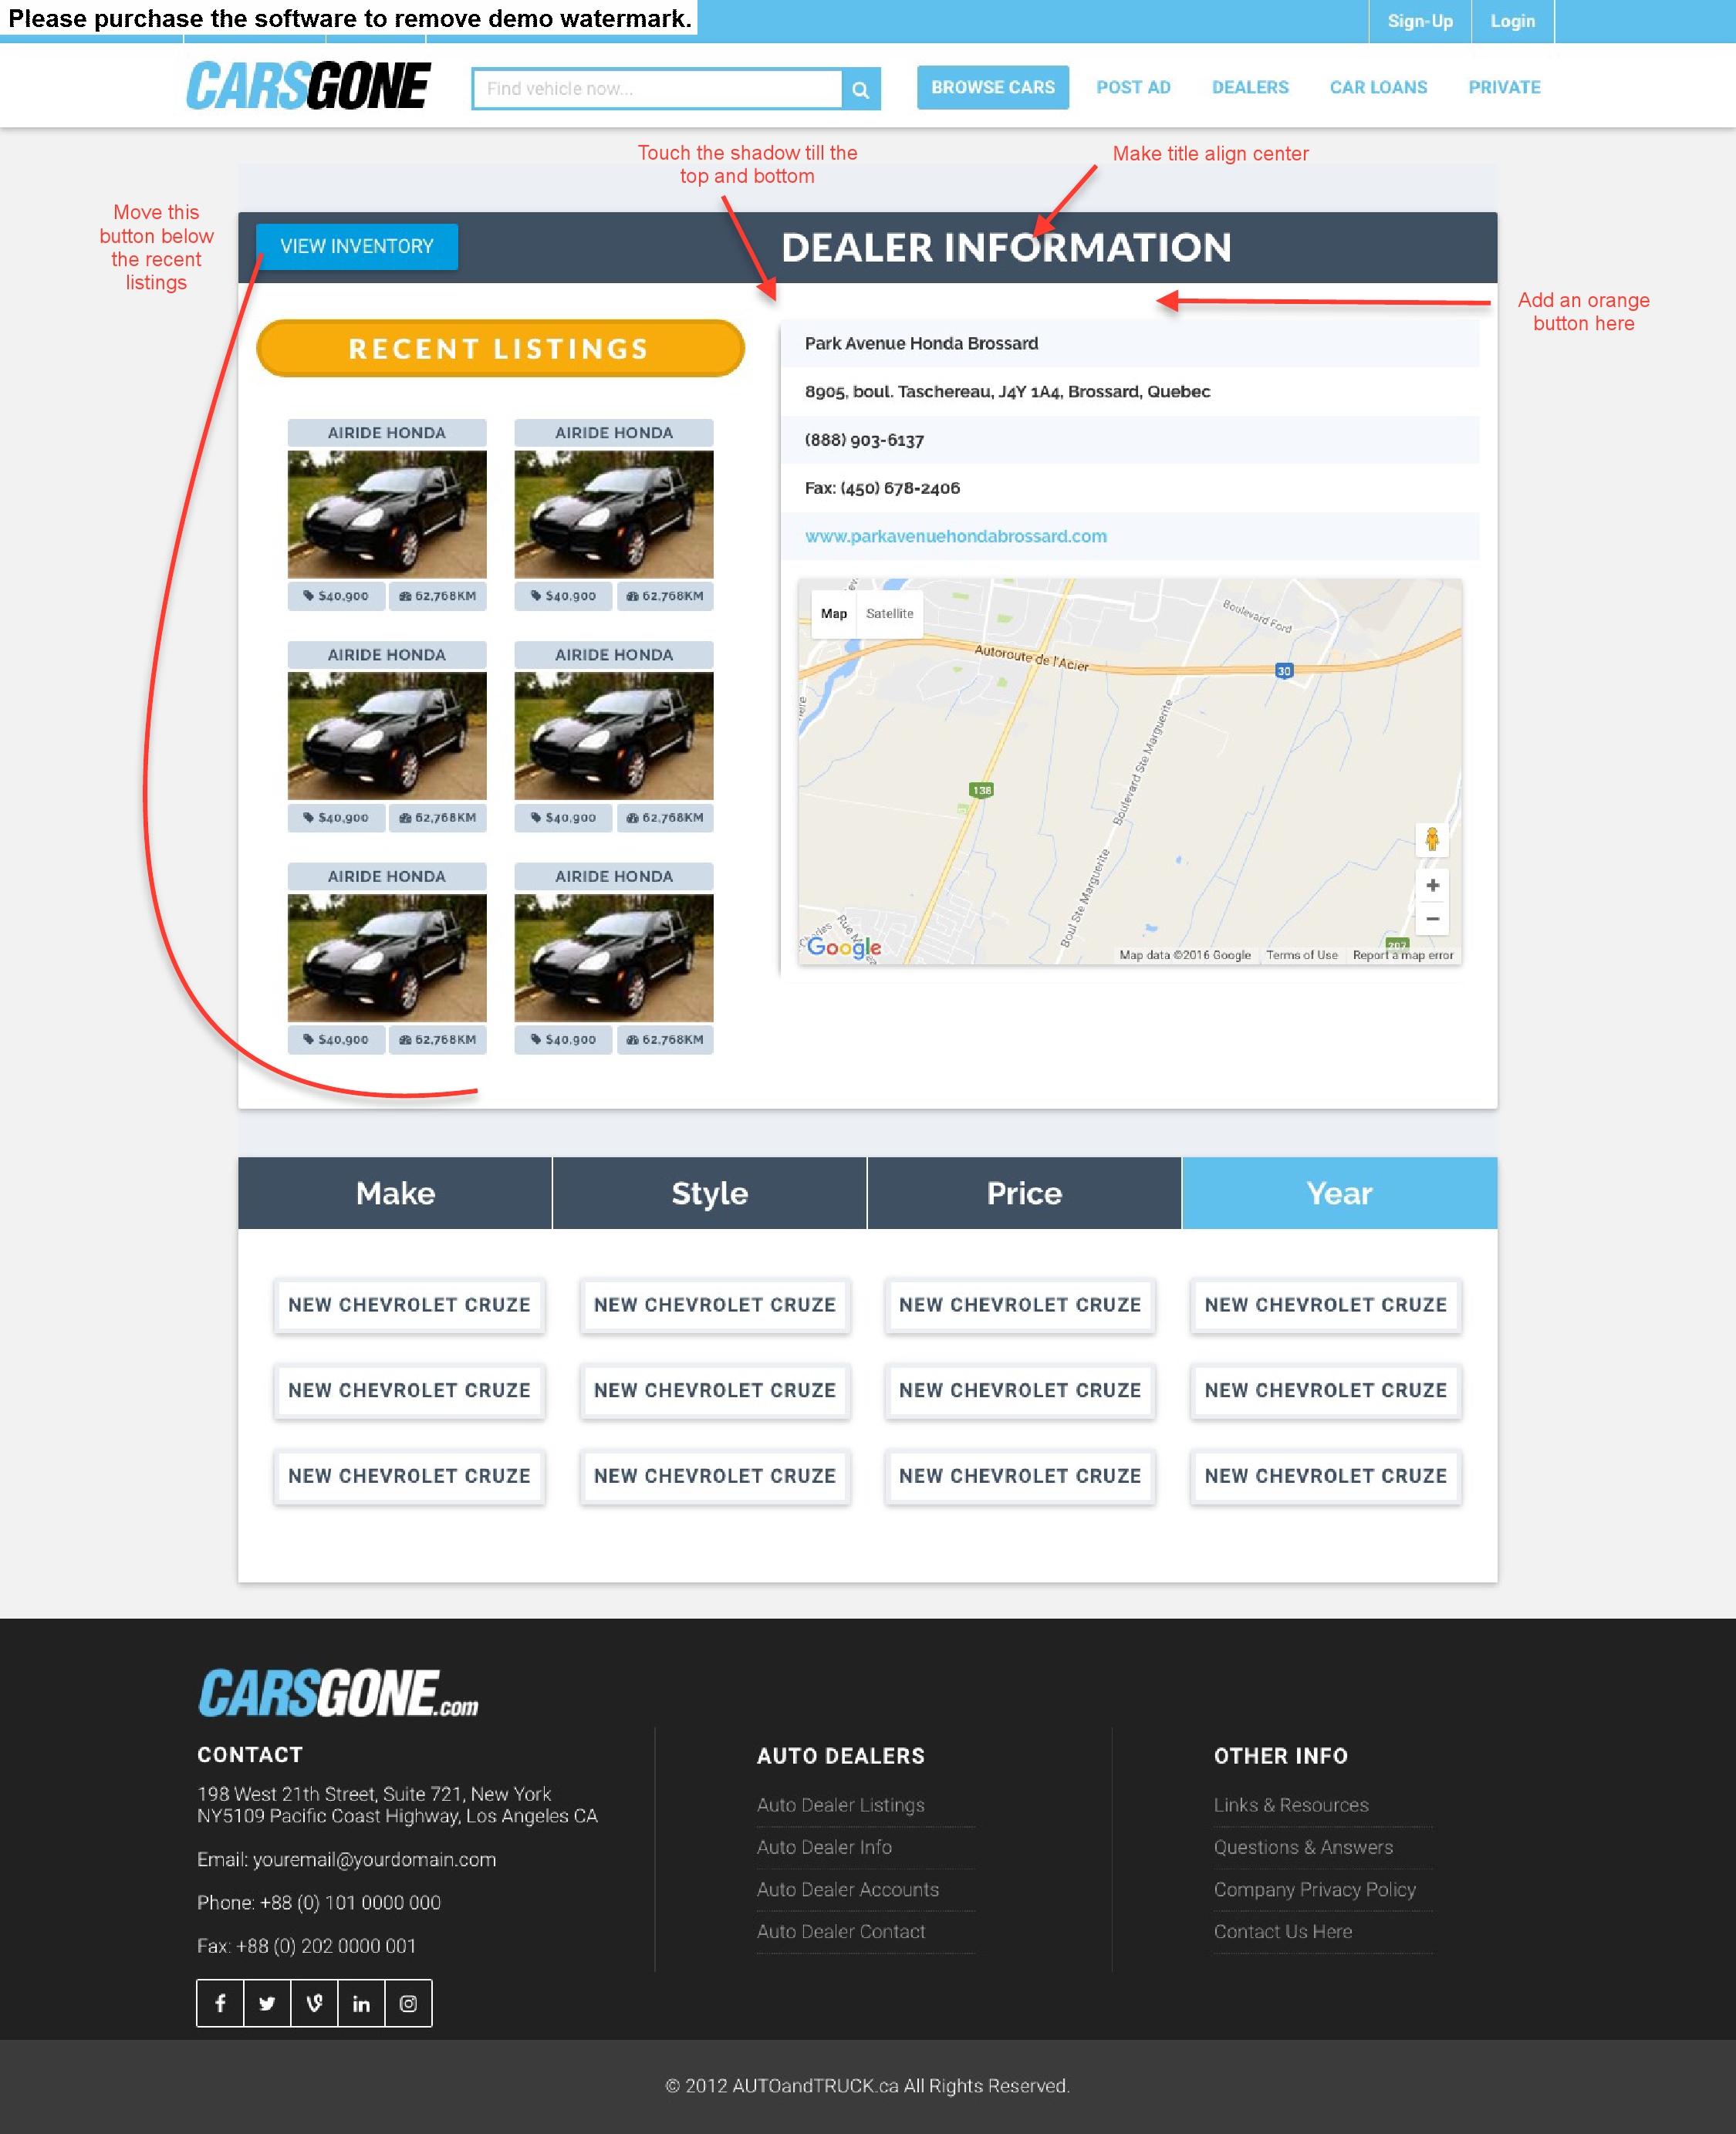 Please purchase the software to remove demo watermark.
Sign-Up Login
CARSGONE
Find vehicle now...
BROWSE CARS POST AD DEALERS CAR LOANS PRIVATE
Touch the shadow till the
top and bottom
Make title align center
Move this
button below
the recent
listings
VIEW INVENTORY
DEALER INFORMATION
Add an orange
button here
RECENT LISTINGS
AIRIDE HONDA AIRIDE HONDA
$40,900 62,768KM $40,900 62,768KM
AIRIDE HONDA AIRIDE HONDA
$40,900 62,768KM $40,900 62,768KM
AIRIDE HONDA AIRIDE HONDA
$40,900 62,768KM $40,900 62,768KM
Park Avenue Honda Brossard
8905, boul. Taschereau, J4Y 1A4, Brossard, Quebec
(888) 903-6137
Fax: (450) 678-2406
www.parkavenuehondabrossard.com
Map Satellite
Boulevard Ford
Autoroute de l'Acier
30
Boulevard Ste Marguerite
138
Boul Ste Marguerite
207
Google
Map data ©2016 Google Terms of Use Report a map error
Make Style Price Year
NEW CHEVROLET CRUZE NEW CHEVROLET CRUZE NEW CHEVROLET CRUZE NEW CHEVROLET CRUZE
NEW CHEVROLET CRUZE NEW CHEVROLET CRUZE NEW CHEVROLET CRUZE NEW CHEVROLET CRUZE
NEW CHEVROLET CRUZE NEW CHEVROLET CRUZE NEW CHEVROLET CRUZE NEW CHEVROLET CRUZE
CARSGONE.com
CONTACT
198 West 21th Street, Suite 721, New York
NY5109 Pacific Coast Highway, Los Angeles CA
Email: youremail@yourdomain.com
Phone: +88 (0) 101 0000 000
Fax: +88 (0) 202 0000 001
AUTO DEALERS
Auto Dealer Listings
Auto Dealer Info
Auto Dealer Accounts
Auto Dealer Contact
OTHER INFO
Links & Resources
Questions & Answers
Company Privacy Policy
Contact Us Here
© 2012 AUTOandTRUCK.ca All Rights Reserved.